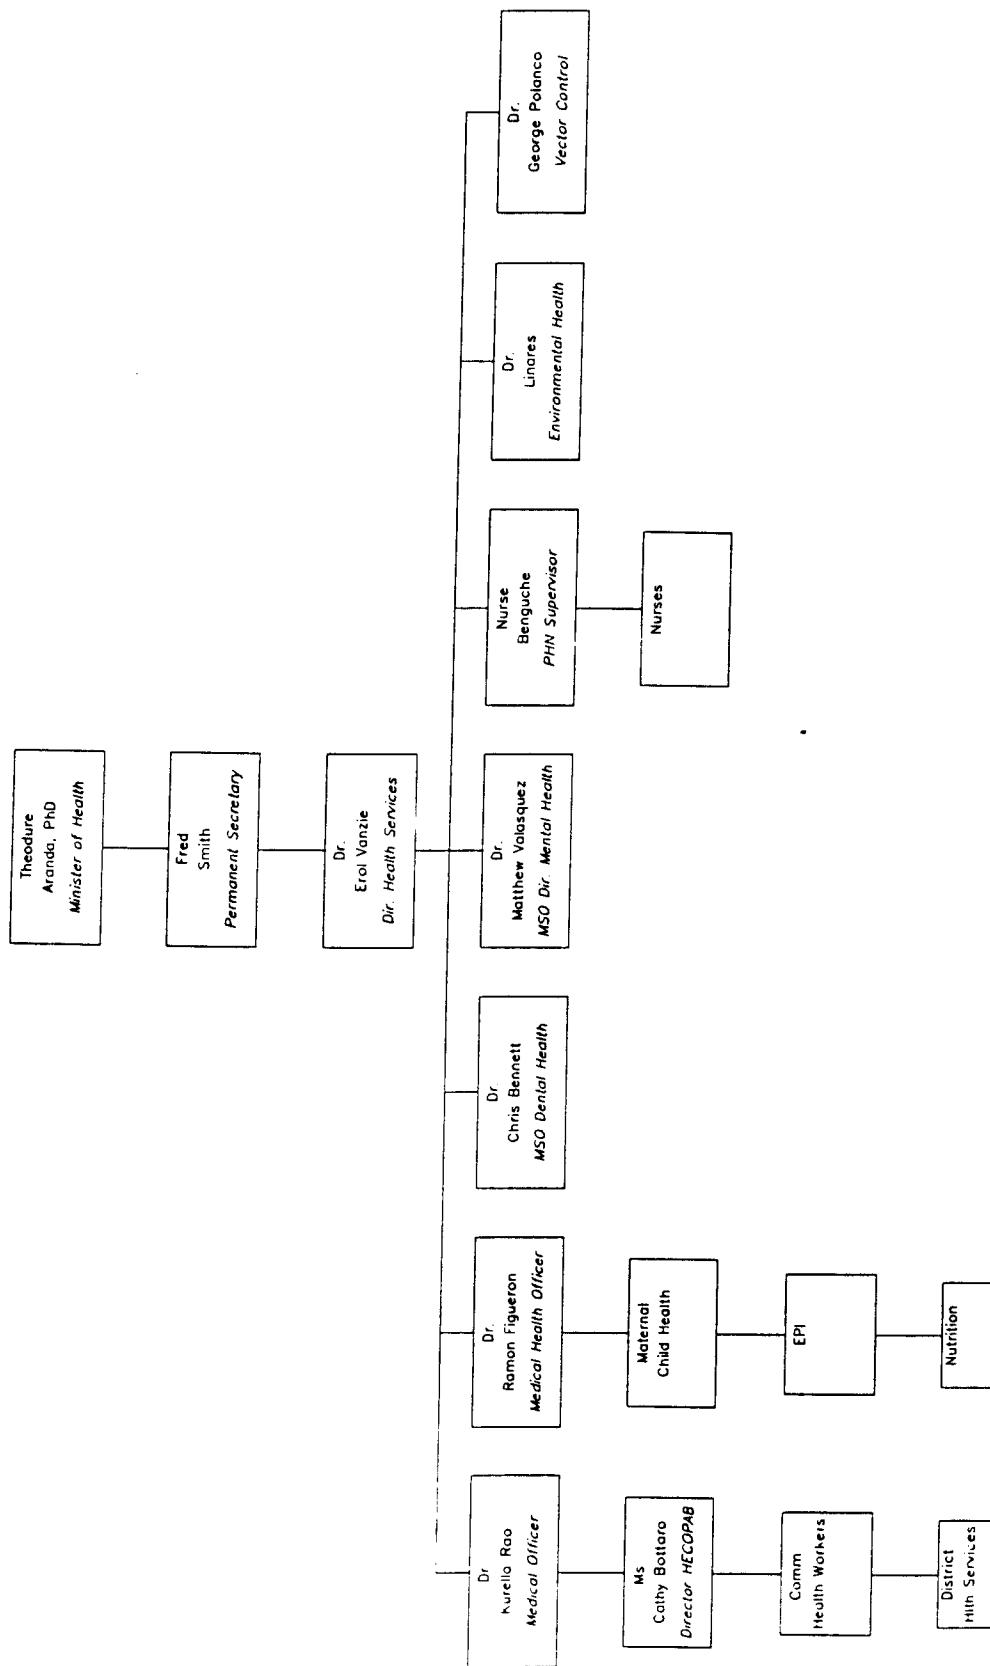 Theodure
Aranda, PhD
Minister of Health
Fred
Smith
Permanent Secretary
Dr.
Erol Vanzie
Dir. Health Services
Dr
Kurella Rao
Medical Officer
Dr.
Ramon Figueron
Medical Health Officer
Dr.
Chris Bennett
MSO Dental Health
Dr.
Matthew Valasquez
MSO Dir. Mental Health
Nurse
Benguche
PHN Supervisor
Dr.
Linares
Environmental Health
Dr.
George Polanco
Vector Control
Ms
Cathy Bottaro
Director HECOPAB
Maternal
Child Health
Nurses
Comm
Health Workers
EPI
District
Hlth Services
Nutrition